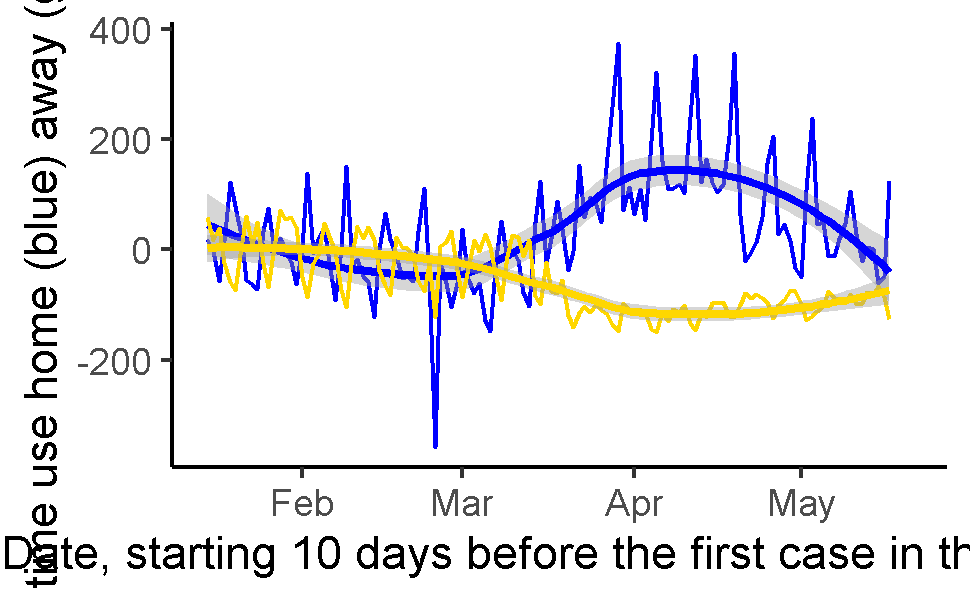 time use home (blue) away (
400
200
0
-200
Feb
Mar
Apr
May
Date, starting 10 days before the first case in th